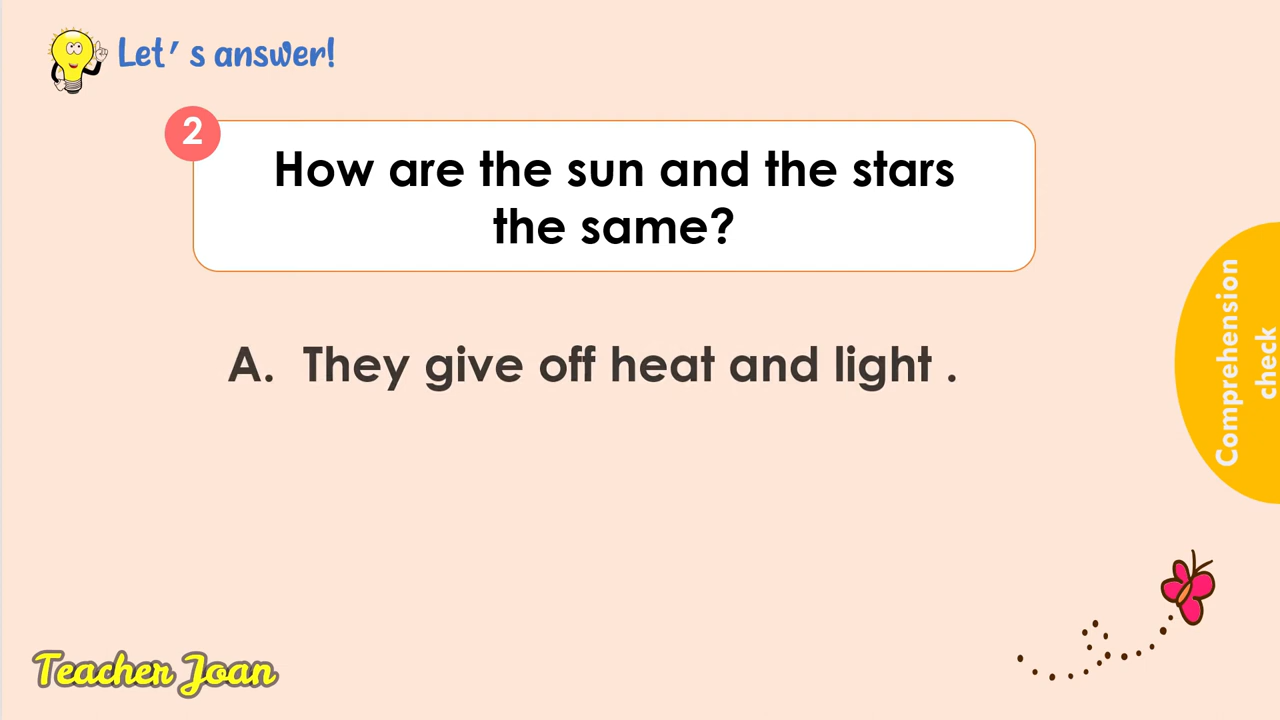 Let's answer!
2
How are the sun and the stars
the same?
A. They give off heat and light .
Comprehension
check
Teacher Joan